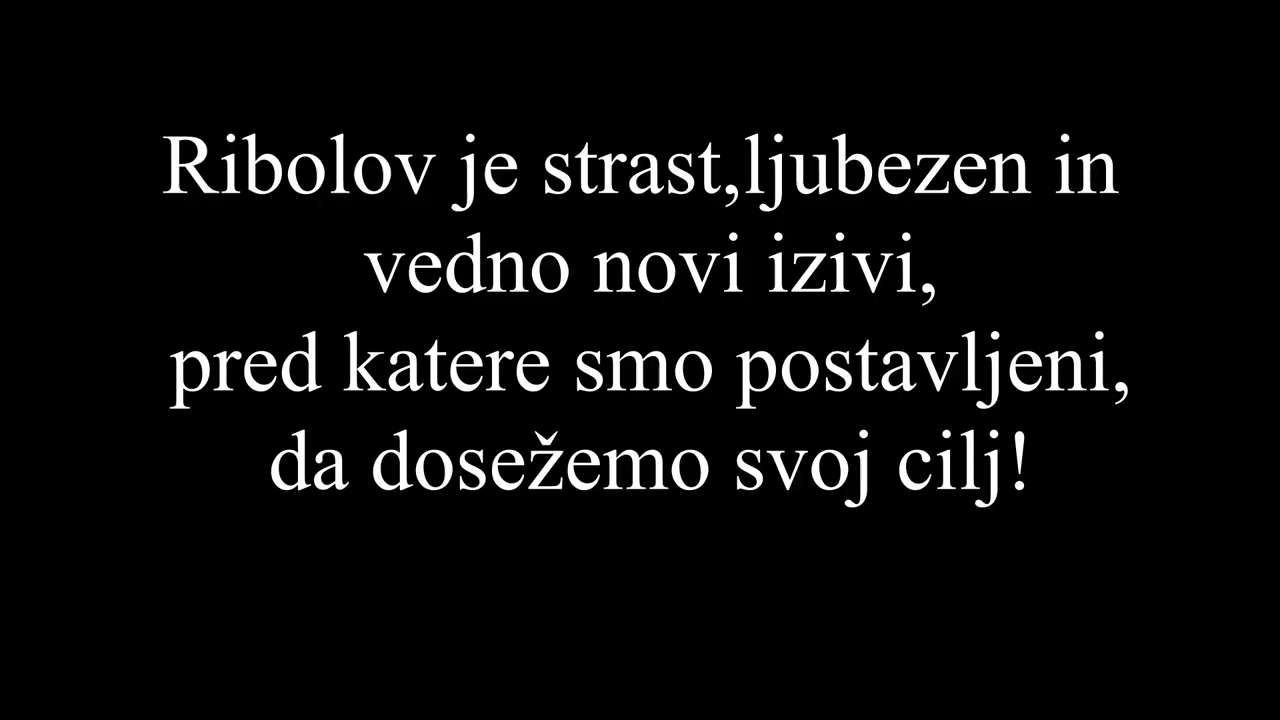 Ribolov je strast,ljubezen in
vedno novi izivi,
pred katere smo postavljeni,
da dosežemo svoj cilj!